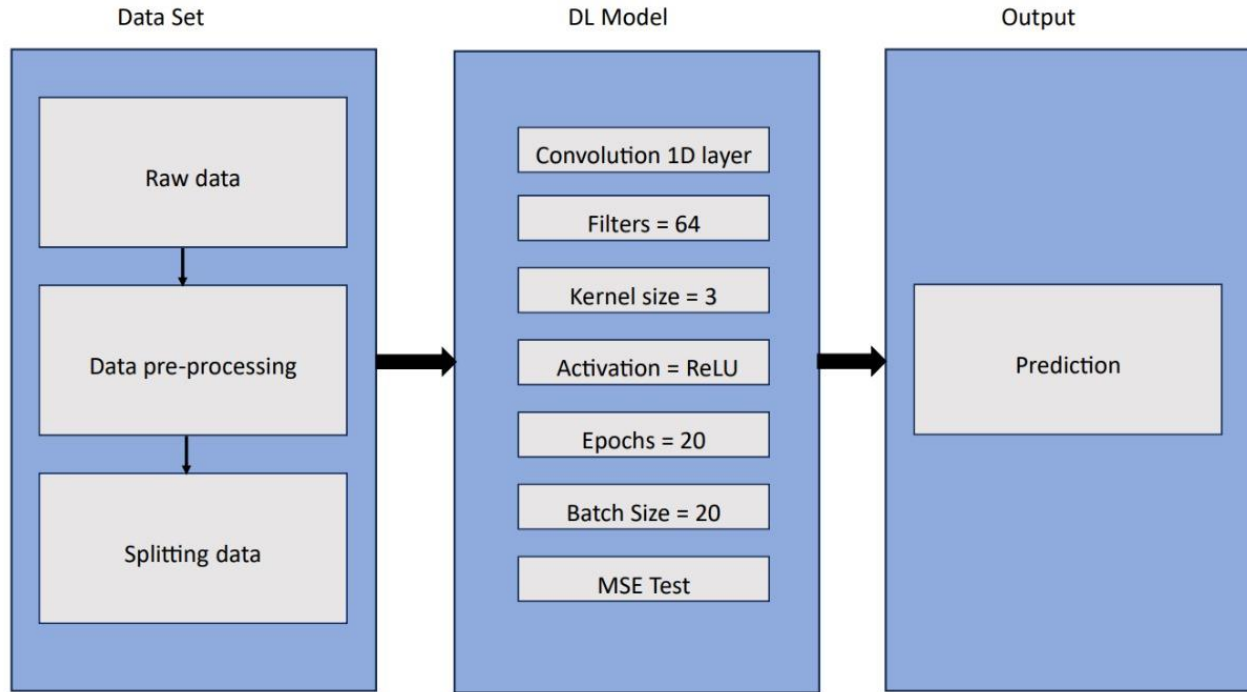 Data Set
DL Model
Output
Raw data
Data pre-processing
Splitting data
Convolution 1D layer
Filters = 64
Kernel size = 3
Activation = ReLU
Epochs = 20
Batch Size = 20
MSE Test
Prediction